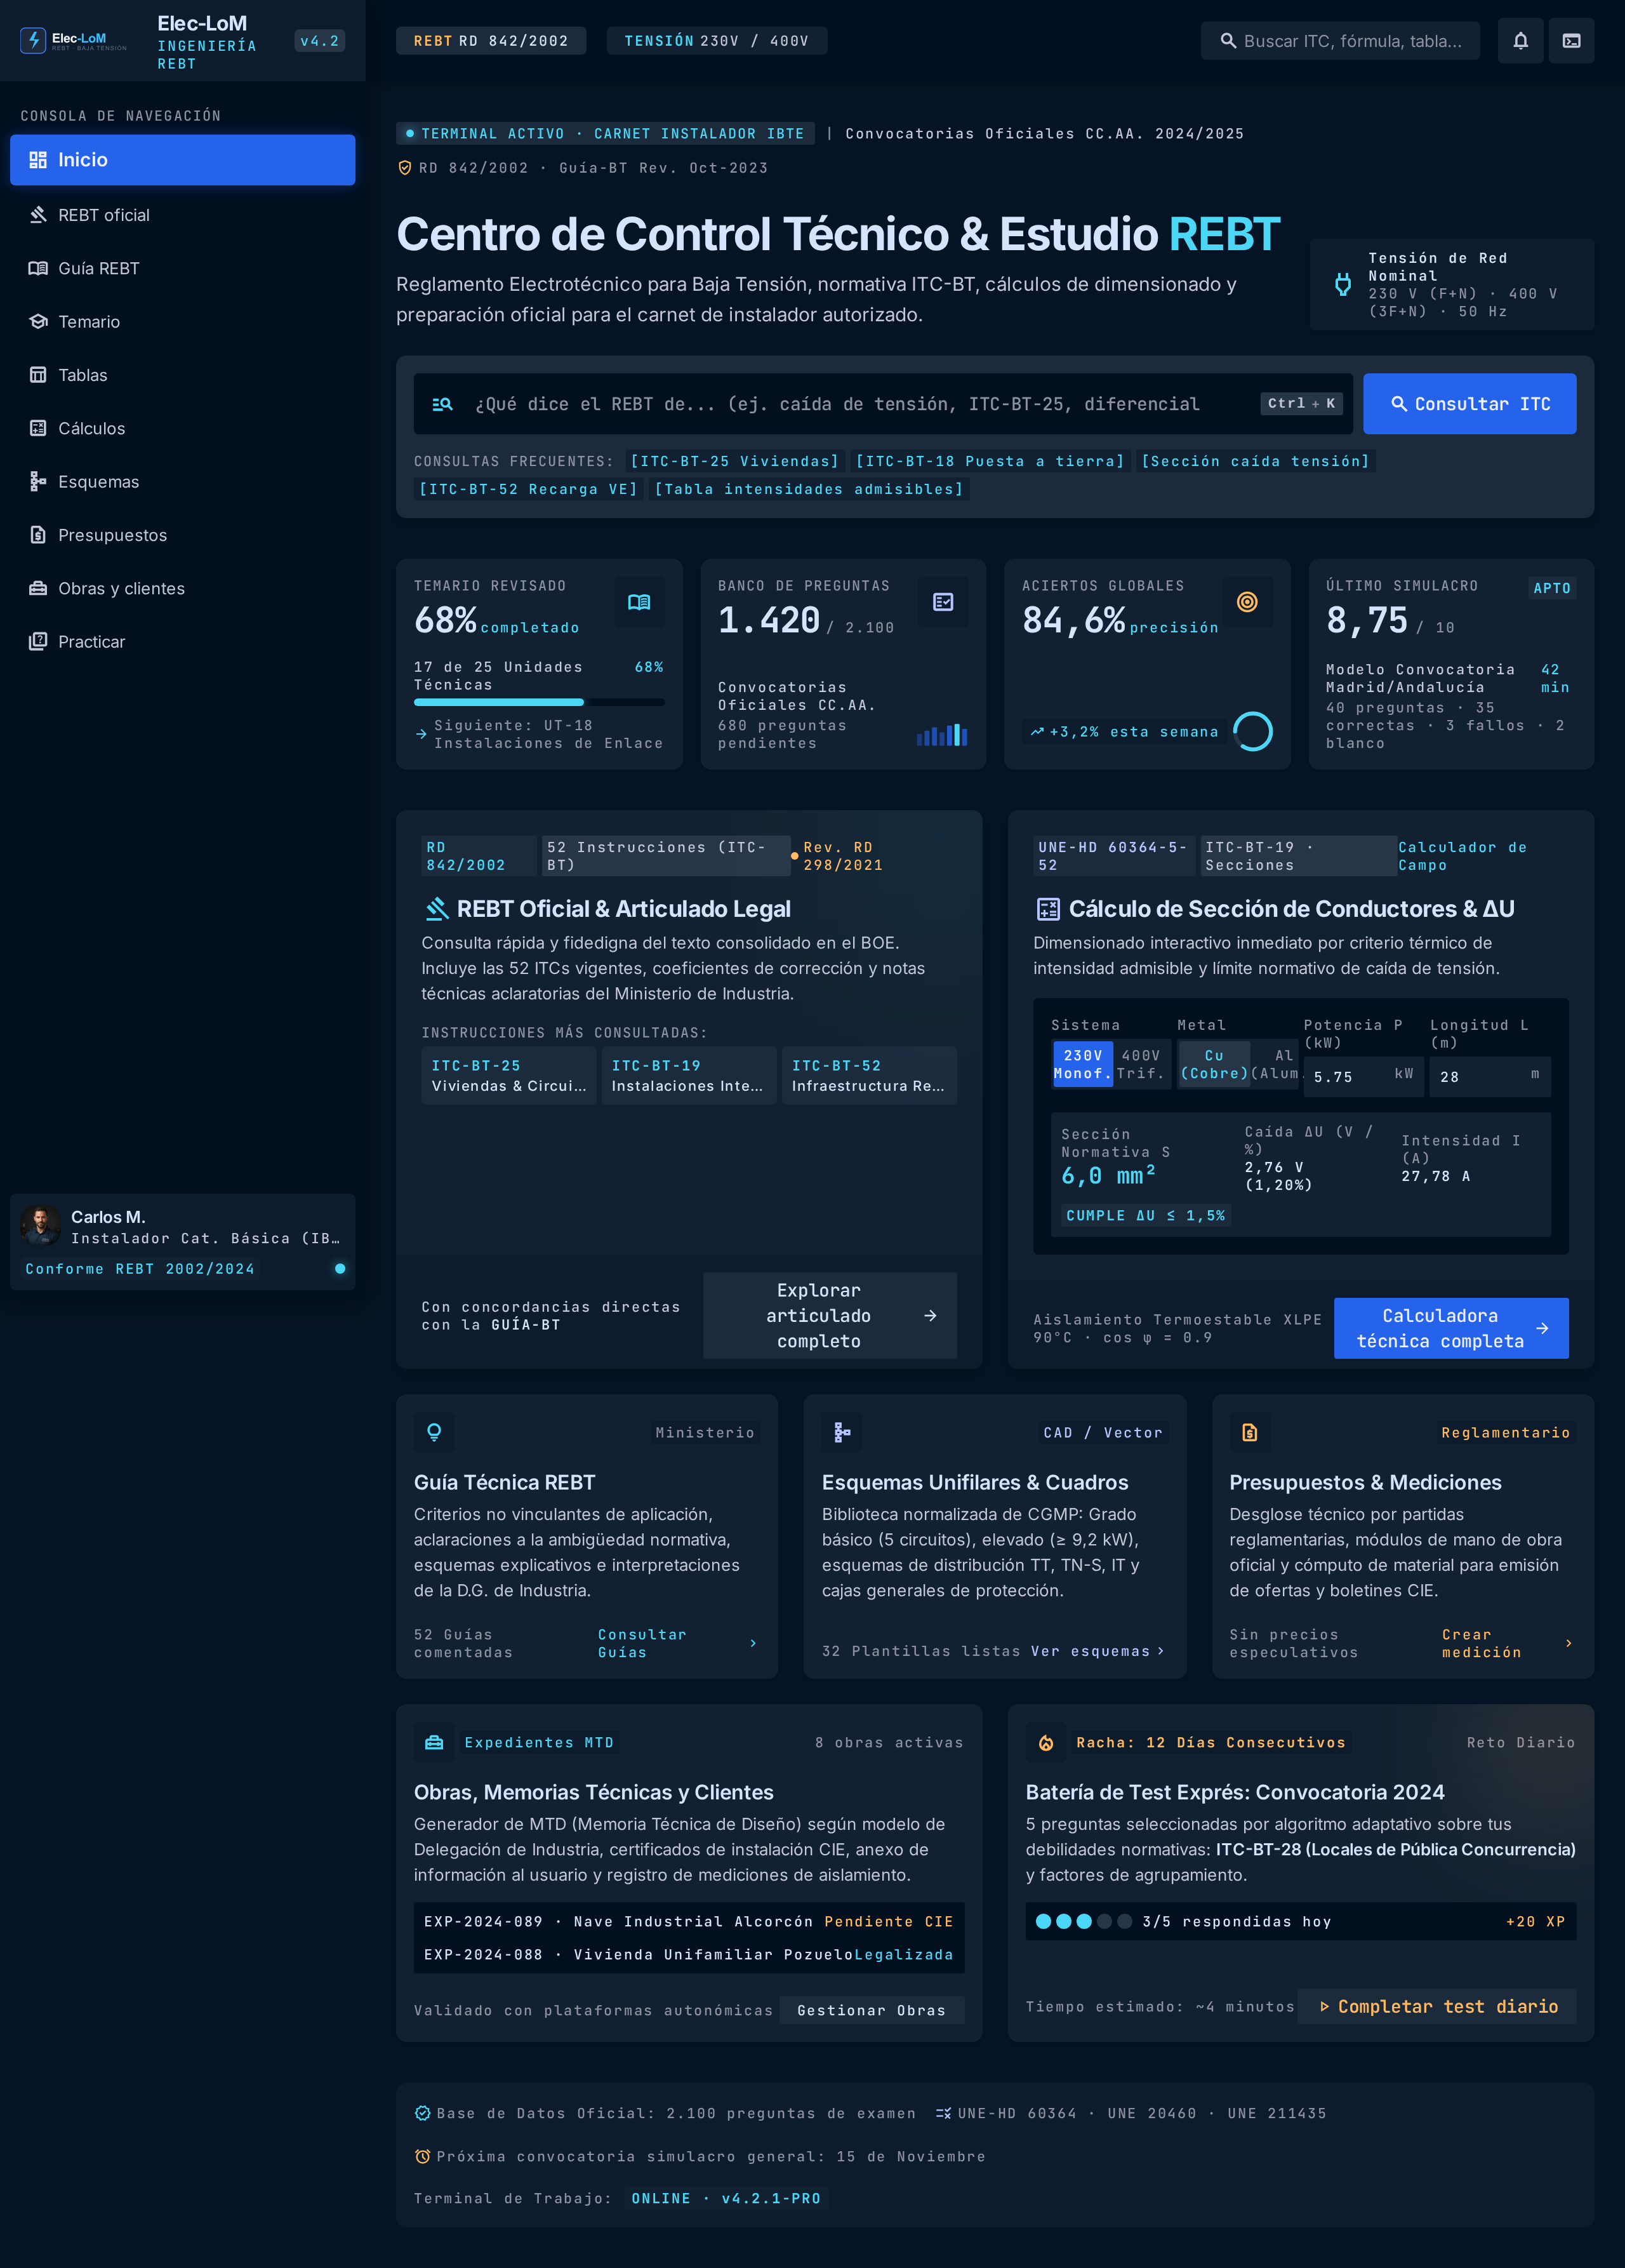 Elec-LoM
REBT · BAJA TENSIÓN
Elec-LoM
INGENIERÍA
REBT
v4.2
REBT RD 842/2002
TENSIÓN 230V / 400V
Buscar ITC, fórmula, tabla...
CONSOLA DE NAVEGACIÓN
Inicio
REBT oficial
Guía REBT
Temario
Tablas
Cálculos
Esquemas
Presupuestos
Obras y clientes
Practicar
Carlos M.
Instalador Cat. Básica (IB…
Conforme REBT 2002/2024
TERMINAL ACTIVO · CARNET INSTALADOR IBTE | Convocatorias Oficiales CC.AA. 2024/2025
RD 842/2002 · Guía-BT Rev. Oct-2023
Centro de Control Técnico & Estudio REBT
Reglamento Electrotécnico para Baja Tensión, normativa ITC-BT, cálculos de dimensionado y
preparación oficial para el carnet de instalador autorizado.
Tensión de Red
Nominal
230 V (F+N) · 400 V
(3F+N) · 50 Hz
¿Qué dice el REBT de... (ej. caída de tensión, ITC-BT-25, diferencial
Ctrl + K
Consultar ITC
CONSULTAS FRECUENTES: [ITC-BT-25 Viviendas] [ITC-BT-18 Puesta a tierra] [Sección caída tensión]
[ITC-BT-52 Recarga VE] [Tabla intensidades admisibles]
TEMARIO REVISADO
68% completado
17 de 25 Unidades
Técnicas
68%
Siguiente: UT-18
Instalaciones de Enlace
BANCO DE PREGUNTAS
1.420 / 2.100
Convocatorias
Oficiales CC.AA.
680 preguntas
pendientes
ACIERTOS GLOBALES
84,6% precisión
+3,2% esta semana
ÚLTIMO SIMULACRO
APTO
8,75 / 10
Modelo Convocatoria
Madrid/Andalucía
42
min
40 preguntas · 35
correctas · 3 fallos · 2
blanco
RD
842/2002
52 Instrucciones (ITC-
BT)
Rev. RD
298/2021
REBT Oficial & Articulado Legal
Consulta rápida y fidedigna del texto consolidado en el BOE.
Incluye las 52 ITCs vigentes, coeficientes de corrección y notas
técnicas aclaratorias del Ministerio de Industria.
INSTRUCCIONES MÁS CONSULTADAS:
ITC-BT-25
Viviendas & Circui...
ITC-BT-19
Instalaciones Inte...
ITC-BT-52
Infraestructura Re...
Con concordancias directas
con la GUÍA-BT
Explorar
articulado
completo
UNE-HD 60364-5-
52
ITC-BT-19 ·
Secciones
Calculador de
Campo
Cálculo de Sección de Conductores & ΔU
Dimensionado interactivo inmediato por criterio térmico de
intensidad admisible y límite normativo de caída de tensión.
Sistema
230V
Monof.
400V
Trif.
Metal
Cu
(Cobre)
Al
(Alum.
Potencia P
(kW)
5.75 kW
Longitud L
(m)
28 m
Sección
Normativa S
6,0 mm²
Caída ΔU (V /
%)
2,76 V
(1,20%)
Intensidad I
(A)
27,78 A
CUMPLE ΔU ≤ 1,5%
Aislamiento Termoestable XLPE
90°C · cos φ = 0.9
Calculadora
técnica completa
Ministerio
Guía Técnica REBT
Criterios no vinculantes de aplicación,
aclaraciones a la ambigüedad normativa,
esquemas explicativos e interpretaciones
de la D.G. de Industria.
52 Guías
comentadas
Consultar
Guías
CAD / Vector
Esquemas Unifilares & Cuadros
Biblioteca normalizada de CGMP: Grado
básico (5 circuitos), elevado (≥ 9,2 kW),
esquemas de distribución TT, TN-S, IT y
cajas generales de protección.
32 Plantillas listas
Ver esquemas
Reglamentario
Presupuestos & Mediciones
Desglose técnico por partidas
reglamentarias, módulos de mano de obra
oficial y cómputo de material para emisión
de ofertas y boletines CIE.
Sin precios
especulativos
Crear
medición
Expedientes MTD
8 obras activas
Obras, Memorias Técnicas y Clientes
Generador de MTD (Memoria Técnica de Diseño) según modelo de
Delegación de Industria, certificados de instalación CIE, anexo de
información al usuario y registro de mediciones de aislamiento.
EXP-2024-089 · Nave Industrial Alcorcón Pendiente CIE
EXP-2024-088 · Vivienda Unifamiliar Pozuelo Legalizada
Validado con plataformas autonómicas
Gestionar Obras
Racha: 12 Días Consecutivos
Reto Diario
Batería de Test Exprés: Convocatoria 2024
5 preguntas seleccionadas por algoritmo adaptativo sobre tus
debilidades normativas: ITC-BT-28 (Locales de Pública Concurrencia)
y factores de agrupamiento.
3/5 respondidas hoy
+20 XP
Tiempo estimado: ~4 minutos
Completar test diario
Base de Datos Oficial: 2.100 preguntas de examen
UNE-HD 60364 · UNE 20460 · UNE 211435
Próxima convocatoria simulacro general: 15 de Noviembre
Terminal de Trabajo: ONLINE · v4.2.1-PRO